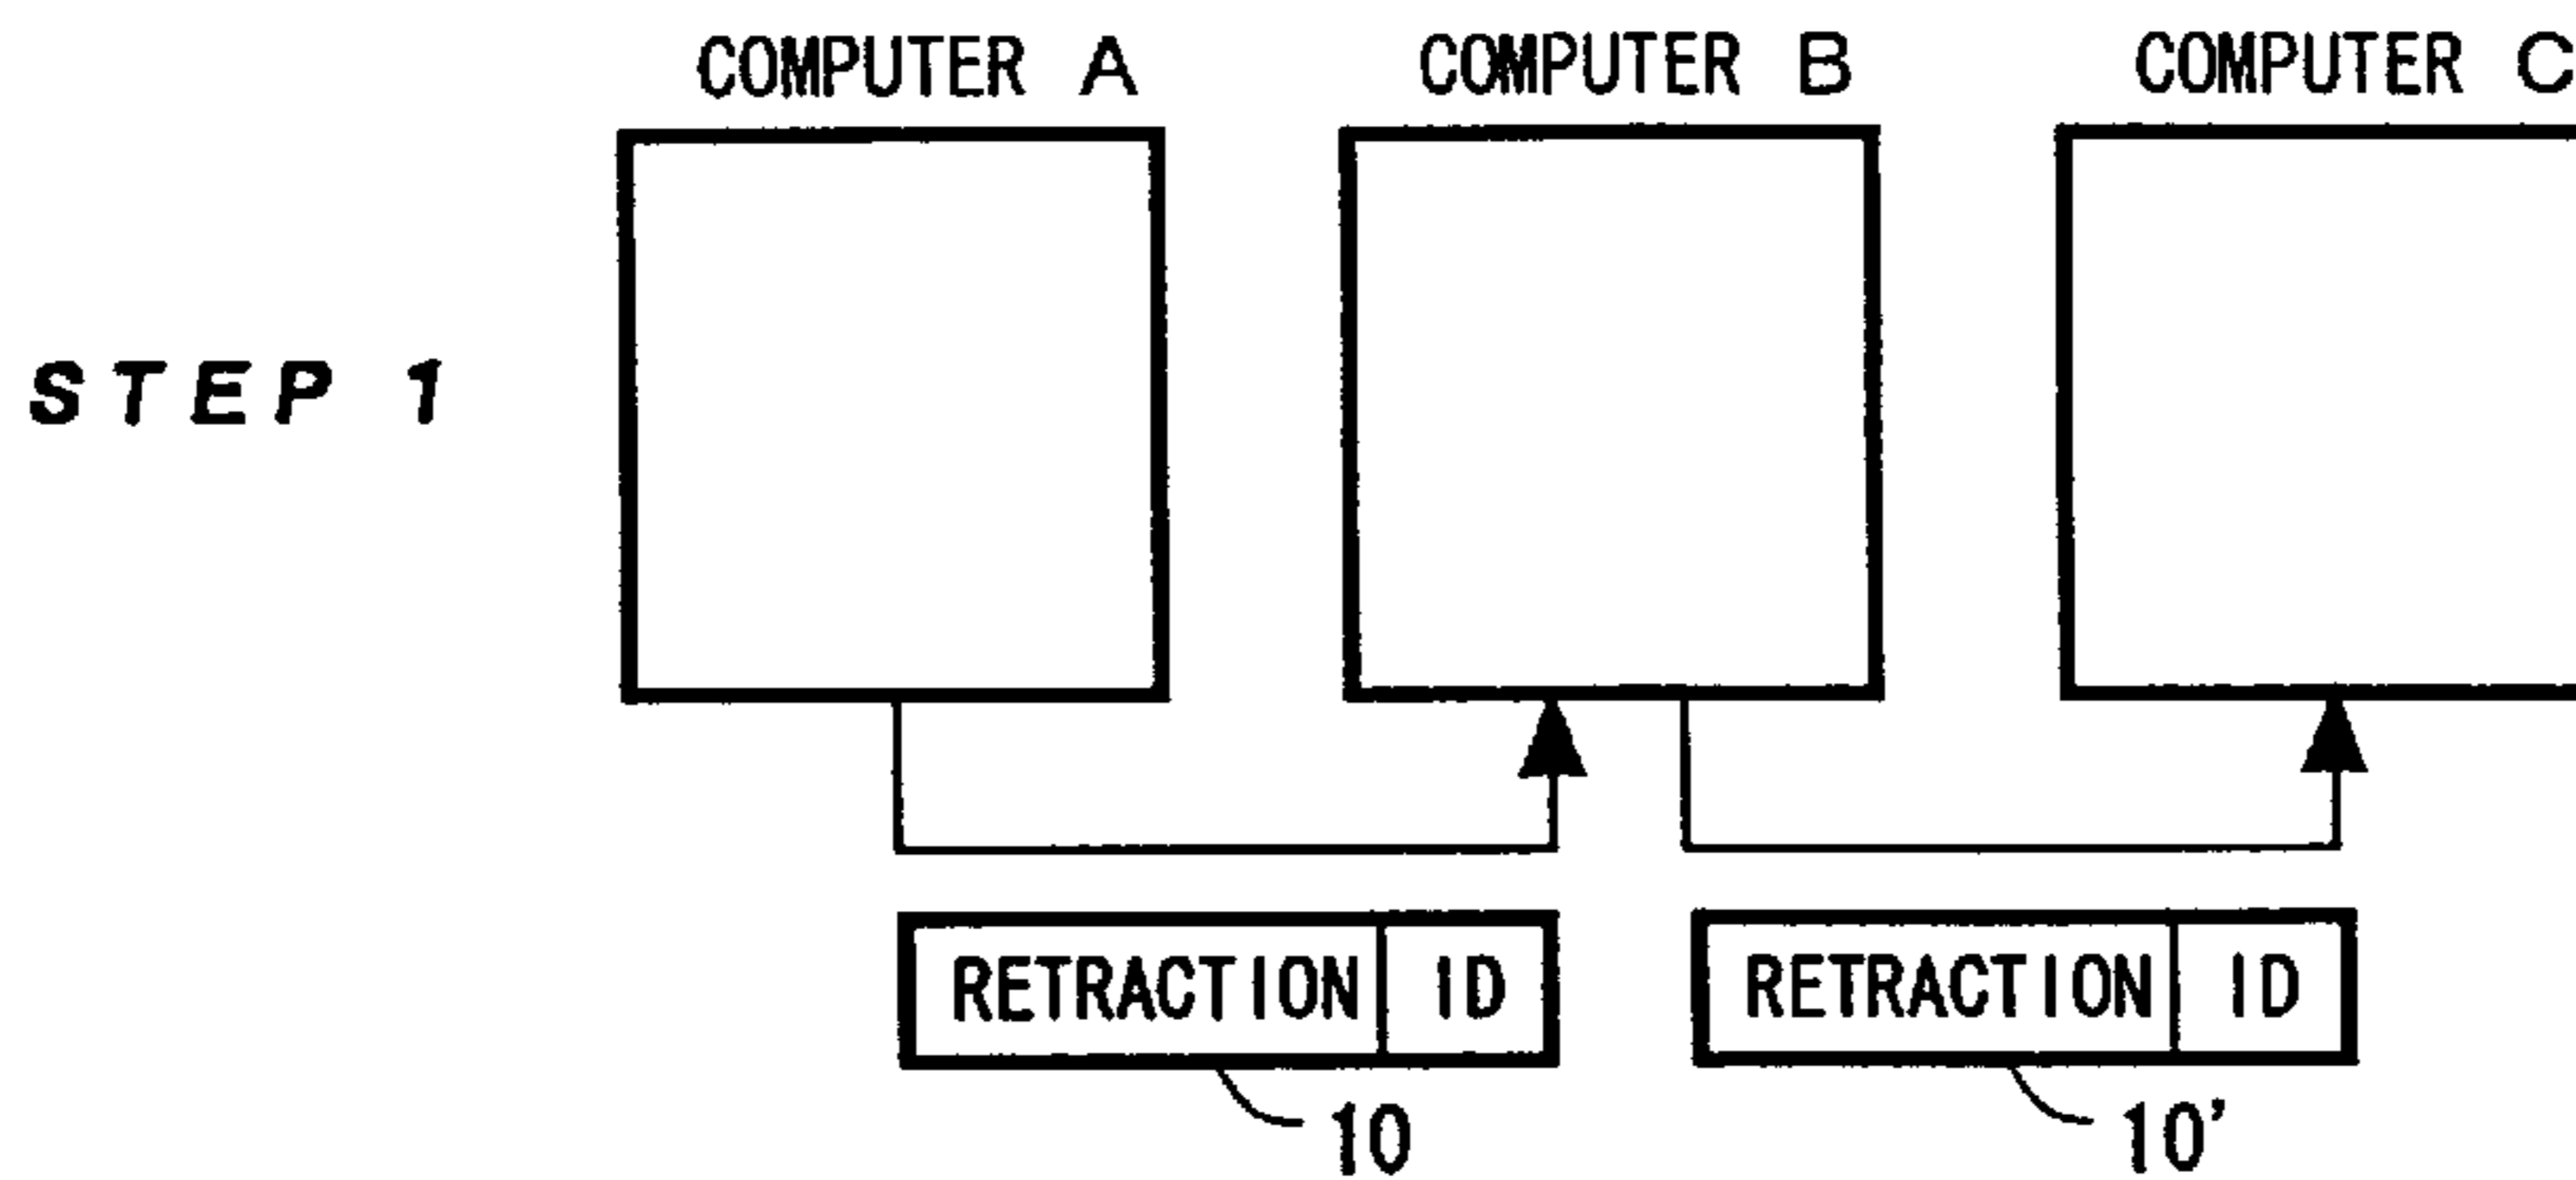 COMPUTER A COMPUTER B COMPUTER C
STEP 1
RETRACTION ID RETRACTION ID
10 10'